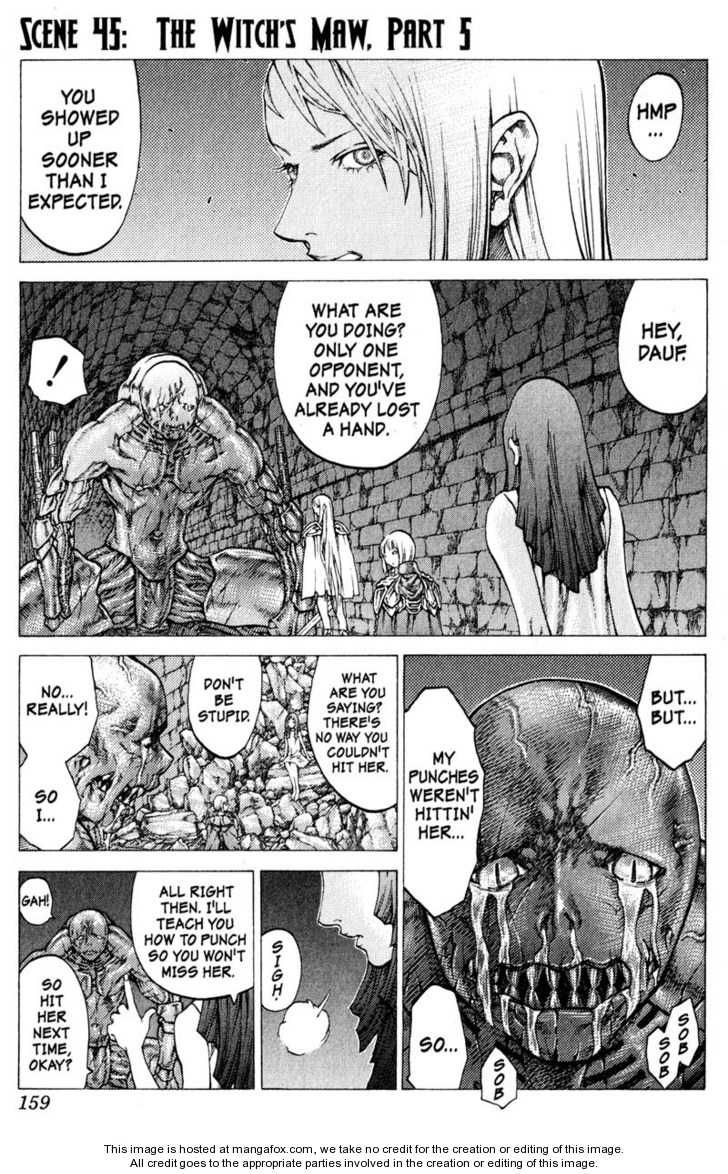 SCENE 45: THE WITCH'S MAW, PART 5
HMP
...
YOU
SHOWED
UP
SOONER
THAN I
EXPECTED.
HEY,
DAUF.
WHAT ARE
YOU DOING?
ONLY ONE
OPPONENT,
AND YOU'VE
ALREADY LOST
A HAND.
!
BUT...
BUT...
MY
PUNCHES
WEREN'T
HITTIN'
HER...
SO...
SOB
SOB
SOB
WHAT
ARE YOU
SAYING?
THERE'S
NO WAY YOU
COULDN'T
HIT HER.
DON'T
BE
STUPID.
NO...
REALLY!
SO
I...
SIGH.
ALL RIGHT
THEN. I'LL
TEACH YOU
HOW TO PUNCH
SO YOU WON'T
MISS HER.
GAH!
SO
HIT
HER
NEXT
TIME,
OKAY?
159
This image is hosted at mangafox.com, we take no credit for the creation or editing of this image.
All credit goes to the appropriate parties involved in creating or editing of this image.